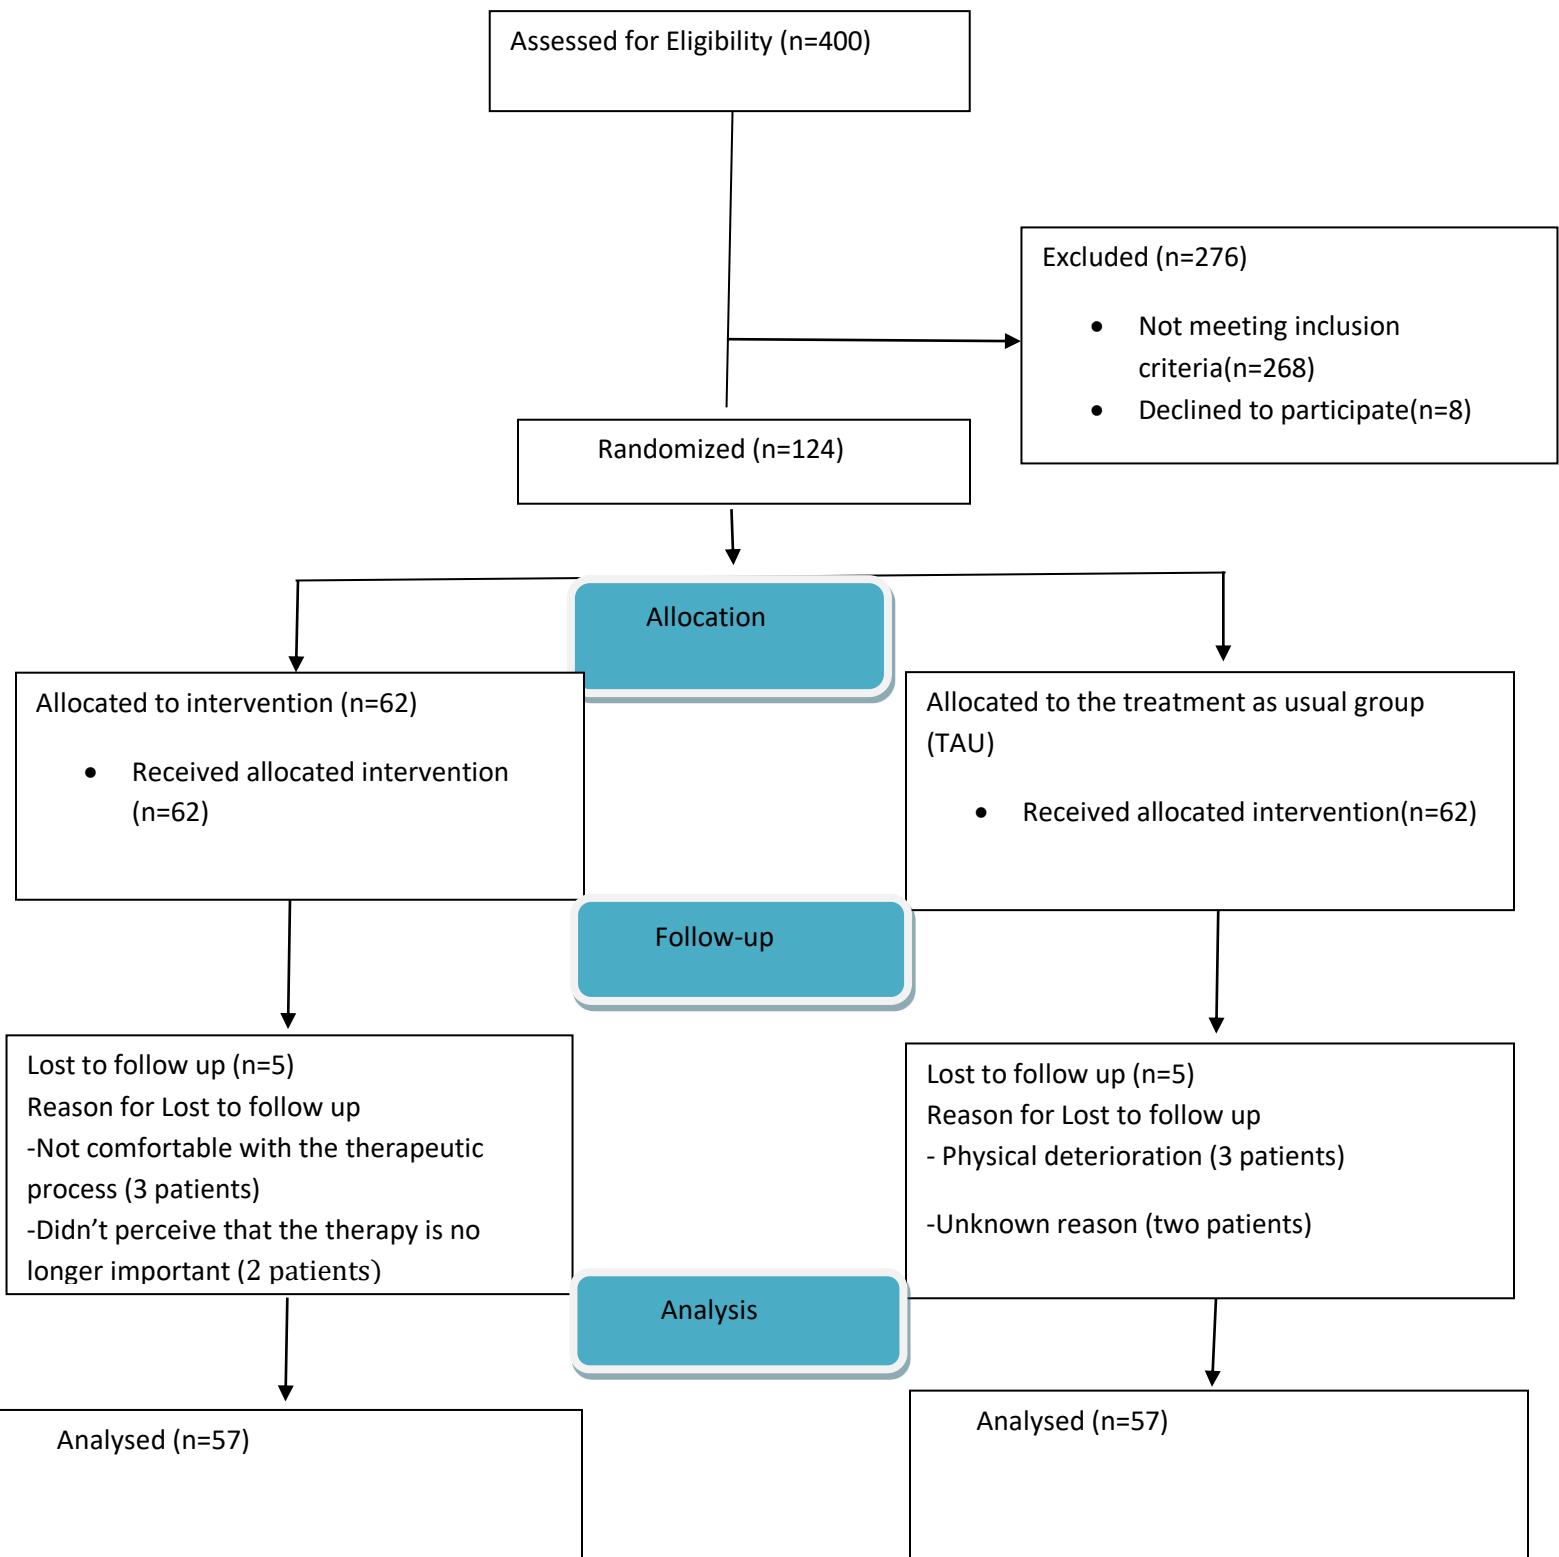 Assessed for Eligibility (n=400)
Excluded (n=276)
• Not meeting inclusion
criteria(n=268)
• Declined to participate(n=8)
Randomized (n=124)
Allocation
Allocated to intervention (n=62)
• Received allocated intervention
(n=62)
Allocated to the treatment as usual group
(TAU)
• Received allocated intervention(n=62)
Follow-up
Lost to follow up (n=5)
Reason for Lost to follow up
-Not comfortable with the therapeutic
process (3 patients)
-Didn’t perceive that the therapy is no
longer important (2 patients)
Lost to follow up (n=5)
Reason for Lost to follow up
- Physical deterioration (3 patients)
-Unknown reason (two patients)
Analysis
Analysed (n=57)
Analysed (n=57)